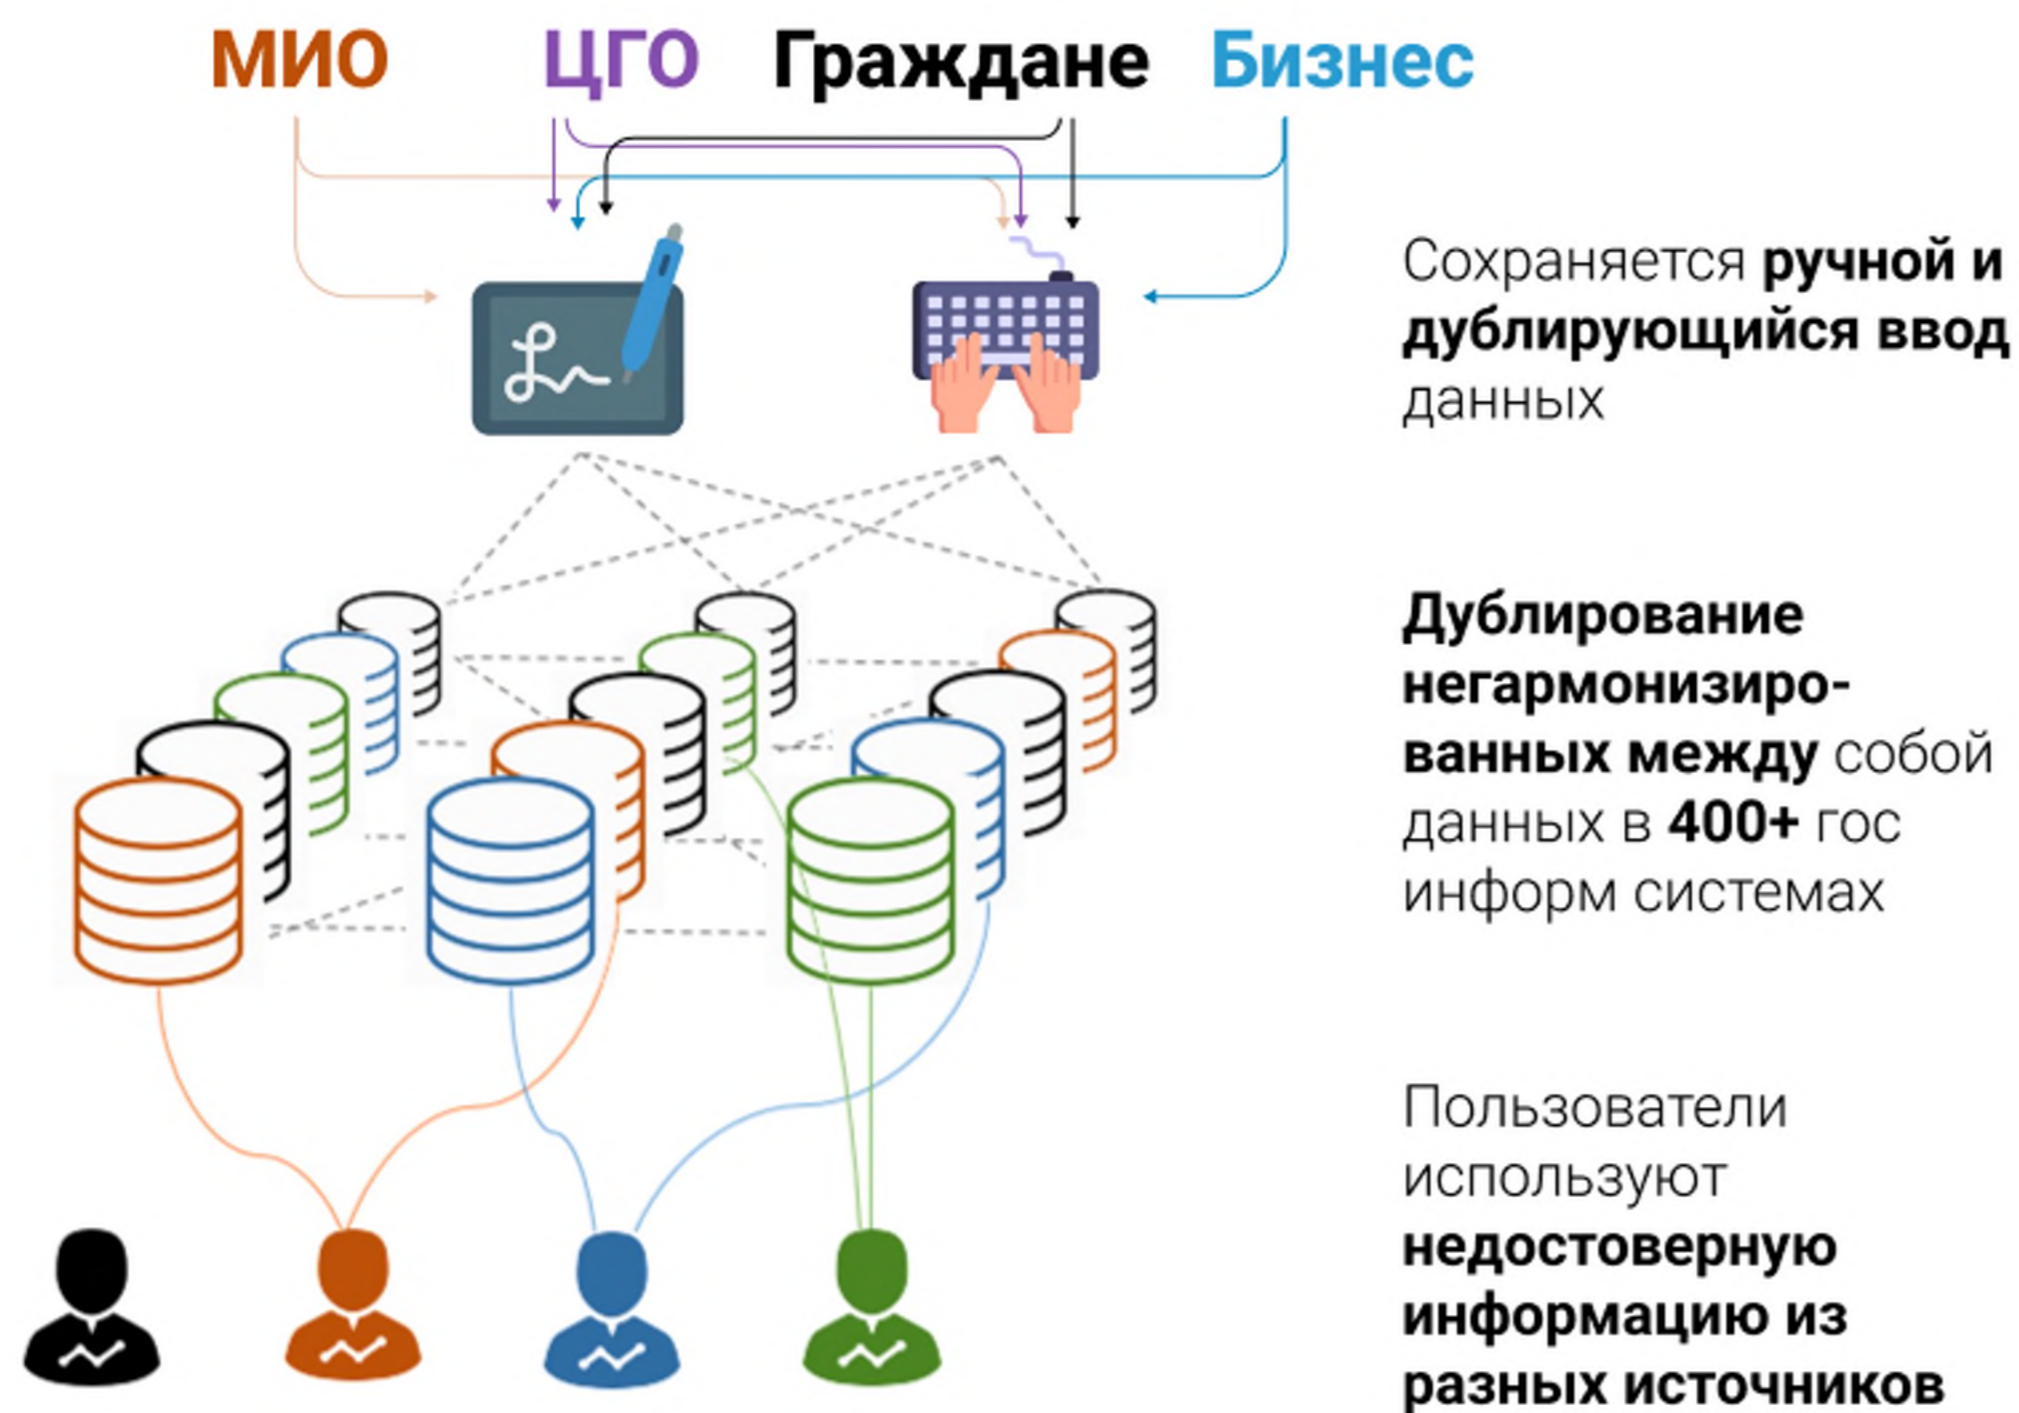 МИО ЦГО Граждане Бизнес
Сохраняется ручной и
дублирующийся ввод
данных
Дублирование
негармонизиро-
ванных между собой
данных в 400+ гос
информ системах
Пользователи
используют
недостоверную
информацию из
разных источников